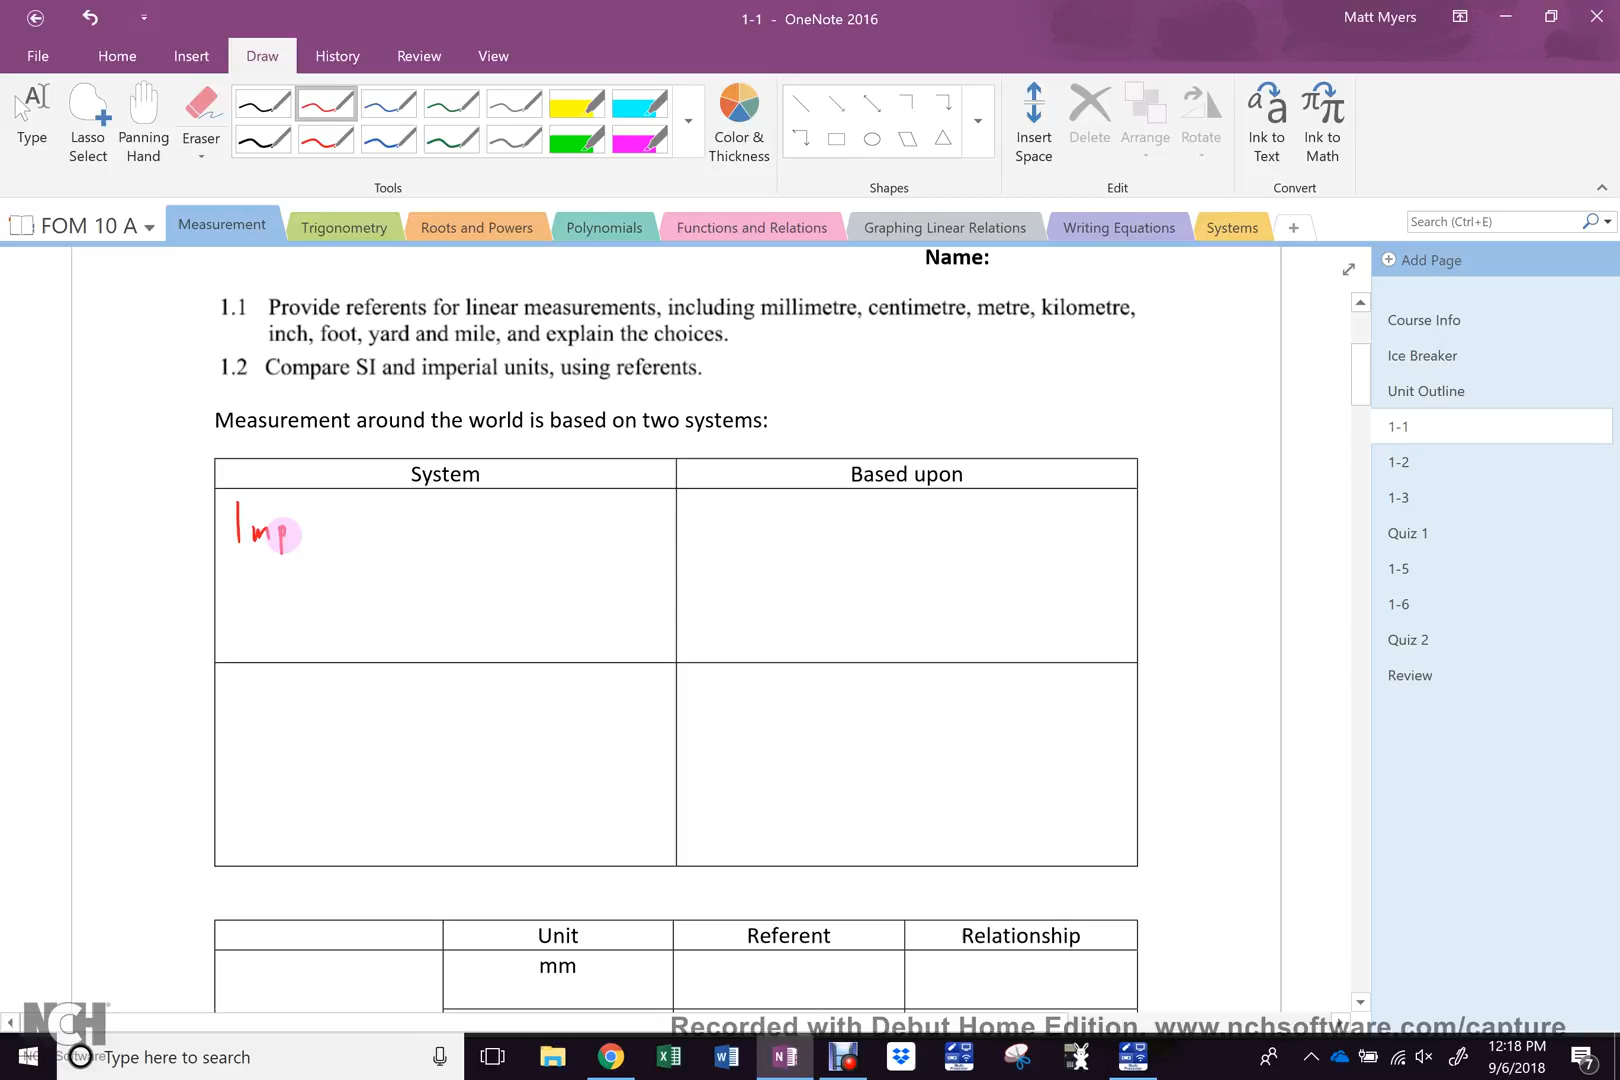 Matt Myers
1-1 - OneNote 2016
File Home Insert Draw History Review View
Type
Lasso Select
Panning Hand
Eraser
Color & Thickness
Insert Space
Delete
Arrange
Rotate
Ink to Text
Ink to Math
Tools
Shapes
Edit
Convert
FOM 10 A
Measurement Trigonometry Roots and Powers Polynomials Functions and Relations Graphing Linear Relations Writing Equations Systems
Search (Ctrl+E)
Name:
1.1 Provide referents for linear measurements, including millimetre, centimetre, metre, kilometre,
inch, foot, yard and mile, and explain the choices.
1.2 Compare SI and imperial units, using referents.
Measurement around the world is based on two systems:
System Based upon
Imp
Unit Referent Relationship
mm
Add Page
Course Info
Ice Breaker
Unit Outline
1-1
1-2
1-3
Quiz 1
1-5
1-6
Quiz 2
Review
NCH
NCH Software
Recorded with Debut Home Edition. www.nchsoftware.com/capture
Type here to search
12:18 PM
9/6/2018
7